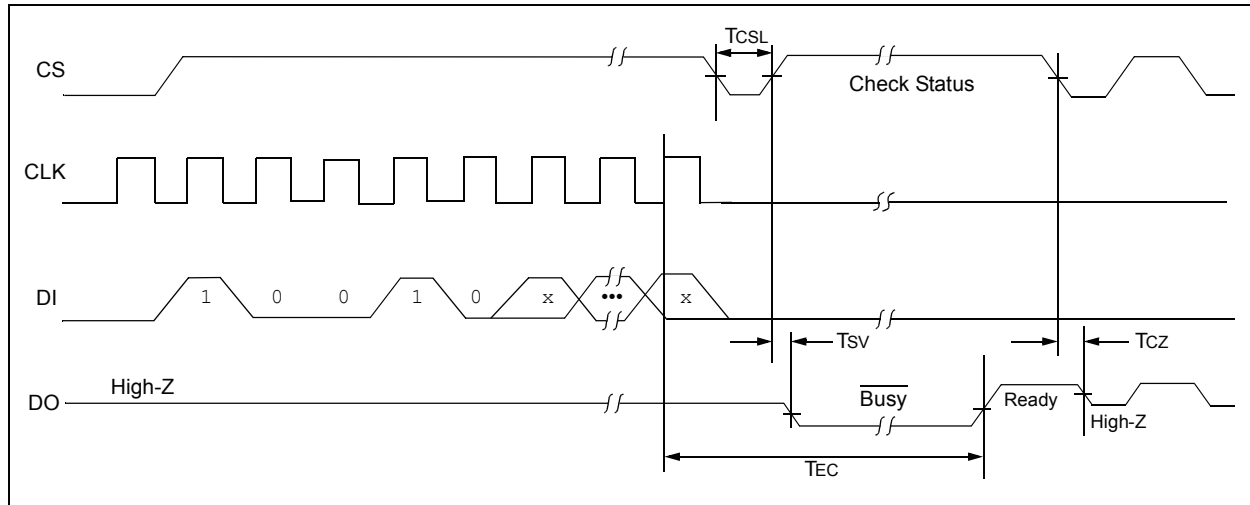 TCSL
CS
Check Status
CLK
DI 1 0 0 1 0 x ••• x
TSV
TCZ
High-Z
DO
Busy
Ready
High-Z
TEC